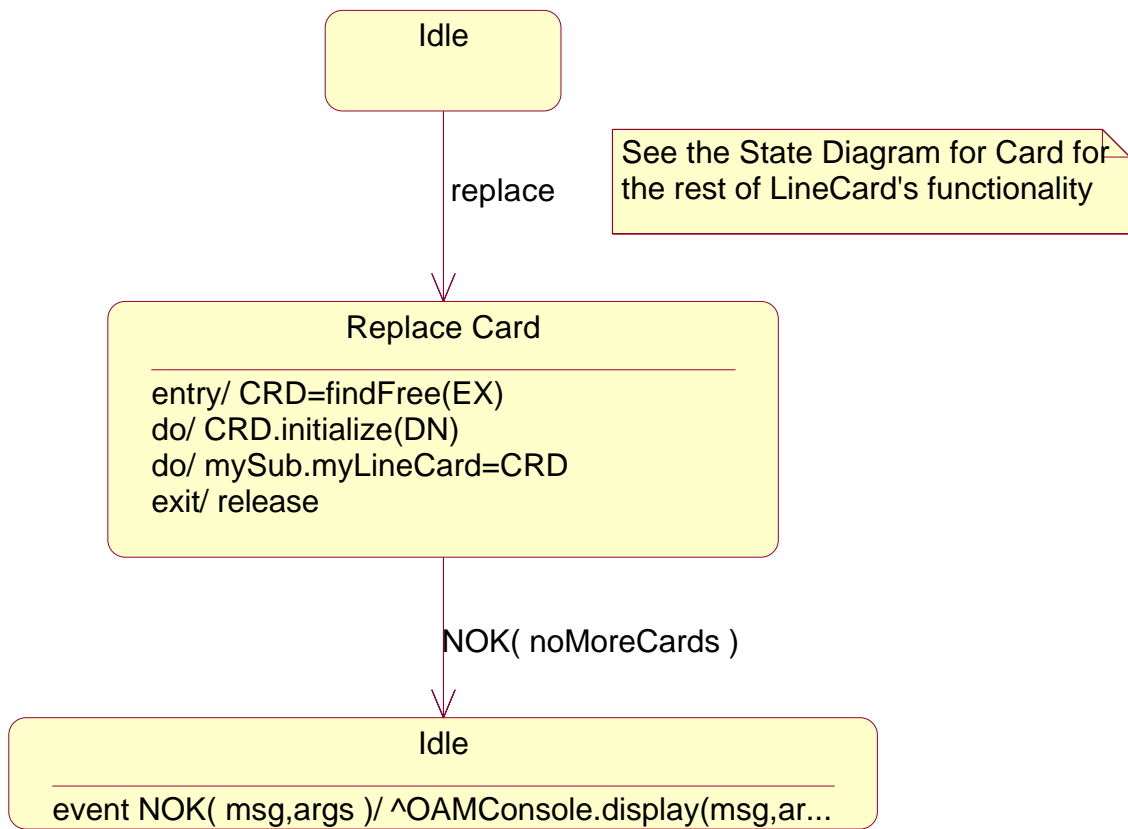 Idle
replace
See the State Diagram for Card for
the rest of LineCard's functionality
Replace Card
entry/ CRD=findFree(EX)
do/ CRD.initialize(DN)
do/ mySub.myLineCard=CRD
exit/ release
NOK( noMoreCards )
Idle
event NOK( msg,args )/ ^OAMConsole.display(msg,ar...